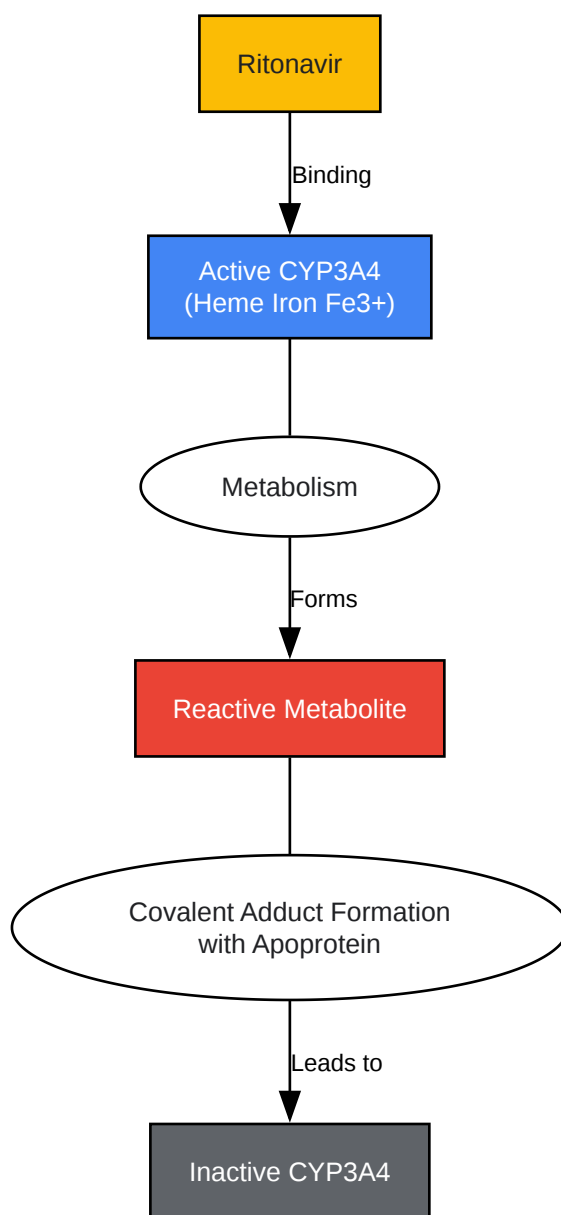 Ritonavir
Binding
Active CYP3A4
(Heme Iron Fe3+)
Metabolism
Forms
Reactive Metabolite
Covalent Adduct Formation
with Apoprotein
Leads to
Inactive CYP3A4